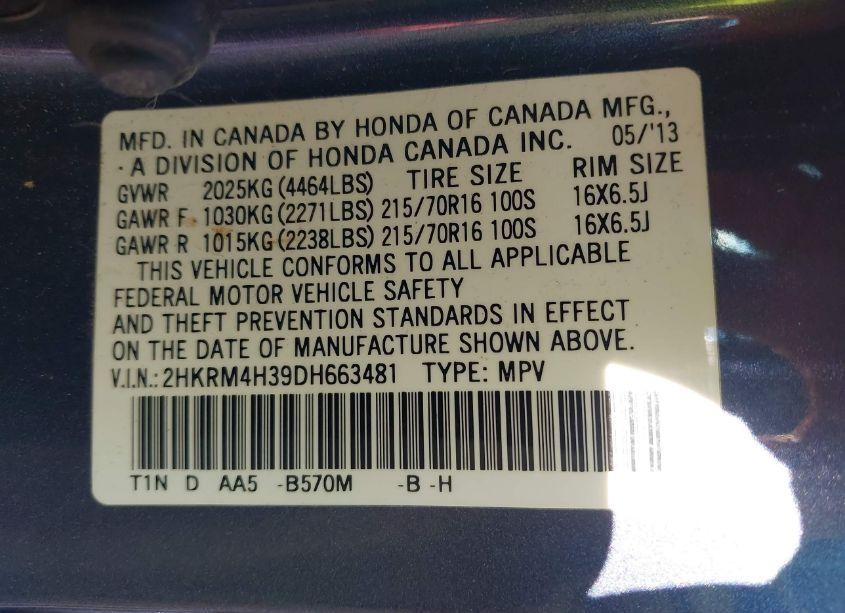 MFD. IN CANADA BY HONDA OF CANADA MFG.,
A DIVISION OF HONDA CANADA INC. 05/'13
GVWR 2025KG (4464LBS) TIRE SIZE RIM SIZE
GAWR F 1030KG (2271LBS) 215/70R16 100S 16X6.5J
GAWR R 1015KG (2238LBS) 215/70R16 100S 16X6.5J
THIS VEHICLE CONFORMS TO ALL APPLICABLE
FEDERAL MOTOR VEHICLE SAFETY
AND THEFT PREVENTION STANDARDS IN EFFECT
ON THE DATE OF MANUFACTURE SHOWN ABOVE.
V.I.N.: 2HKRM4H39DH663481 TYPE: MPV
T1N D AA5 -B570M -B -H